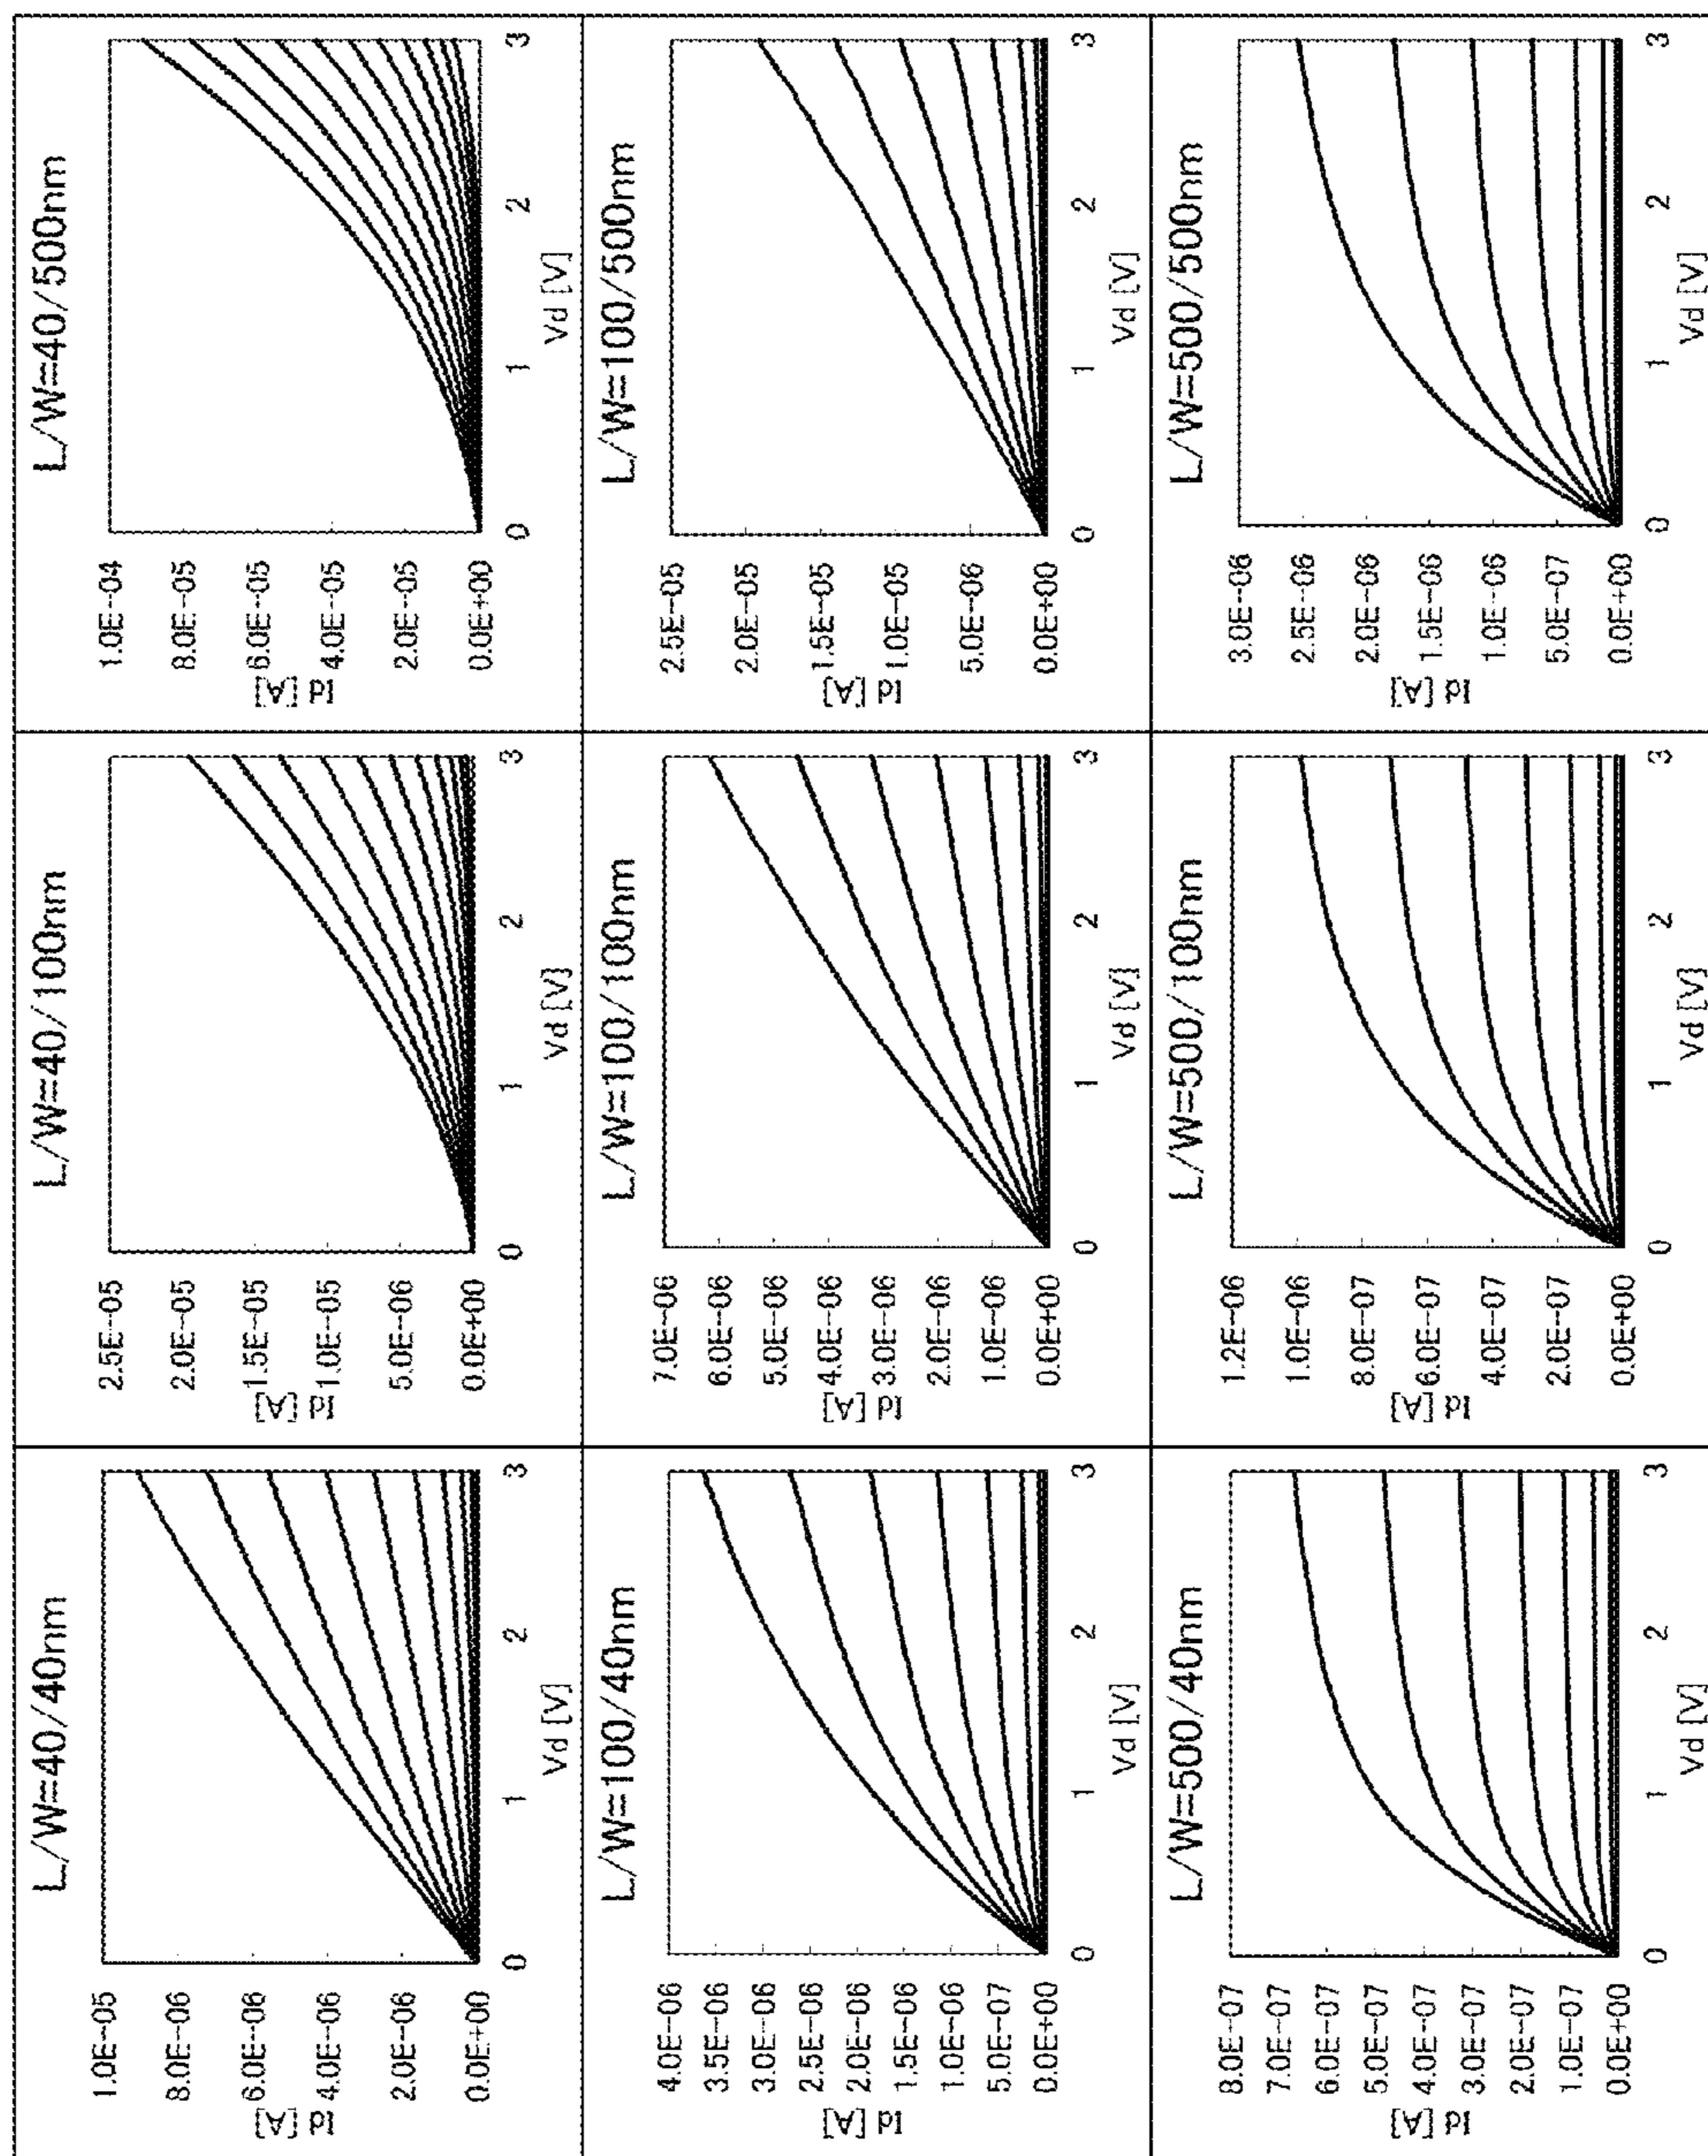 L/W=40/40nm
Id [A]
1.0E-05
8.0E-06
6.0E-06
4.0E-06
2.0E-06
0.0E+00
0 1 2 3
Vd [V]
L/W=40/100nm
Id [A]
2.5E-05
2.0E-05
1.5E-05
1.0E-05
5.0E-06
0.0E+00
0 1 2 3
Vd [V]
L/W=40/500nm
Id [A]
1.0E-04
8.0E-05
6.0E-05
4.0E-05
2.0E-05
0.0E+00
0 1 2 3
Vd [V]
L/W=100/40nm
Id [A]
4.0E-06
3.5E-06
3.0E-06
2.5E-06
2.0E-06
1.5E-06
1.0E-06
5.0E-07
0.0E+00
0 1 2 3
Vd [V]
L/W=100/100nm
Id [A]
7.0E-06
6.0E-06
5.0E-06
4.0E-06
3.0E-06
2.0E-06
1.0E-06
0.0E+00
0 1 2 3
Vd [V]
L/W=100/500nm
Id [A]
2.5E-05
2.0E-05
1.5E-05
1.0E-05
5.0E-06
0.0E+00
0 1 2 3
Vd [V]
L/W=500/40nm
Id [A]
8.0E-07
7.0E-07
6.0E-07
5.0E-07
4.0E-07
3.0E-07
2.0E-07
1.0E-07
0.0E+00
0 1 2 3
Vd [V]
L/W=500/100nm
Id [A]
1.2E-06
1.0E-06
8.0E-07
6.0E-07
4.0E-07
2.0E-07
0.0E+00
0 1 2 3
Vd [V]
L/W=500/500nm
Id [A]
3.0E-06
2.5E-06
2.0E-06
1.5E-06
1.0E-06
5.0E-07
0.0E+00
0 1 2 3
Vd [V]